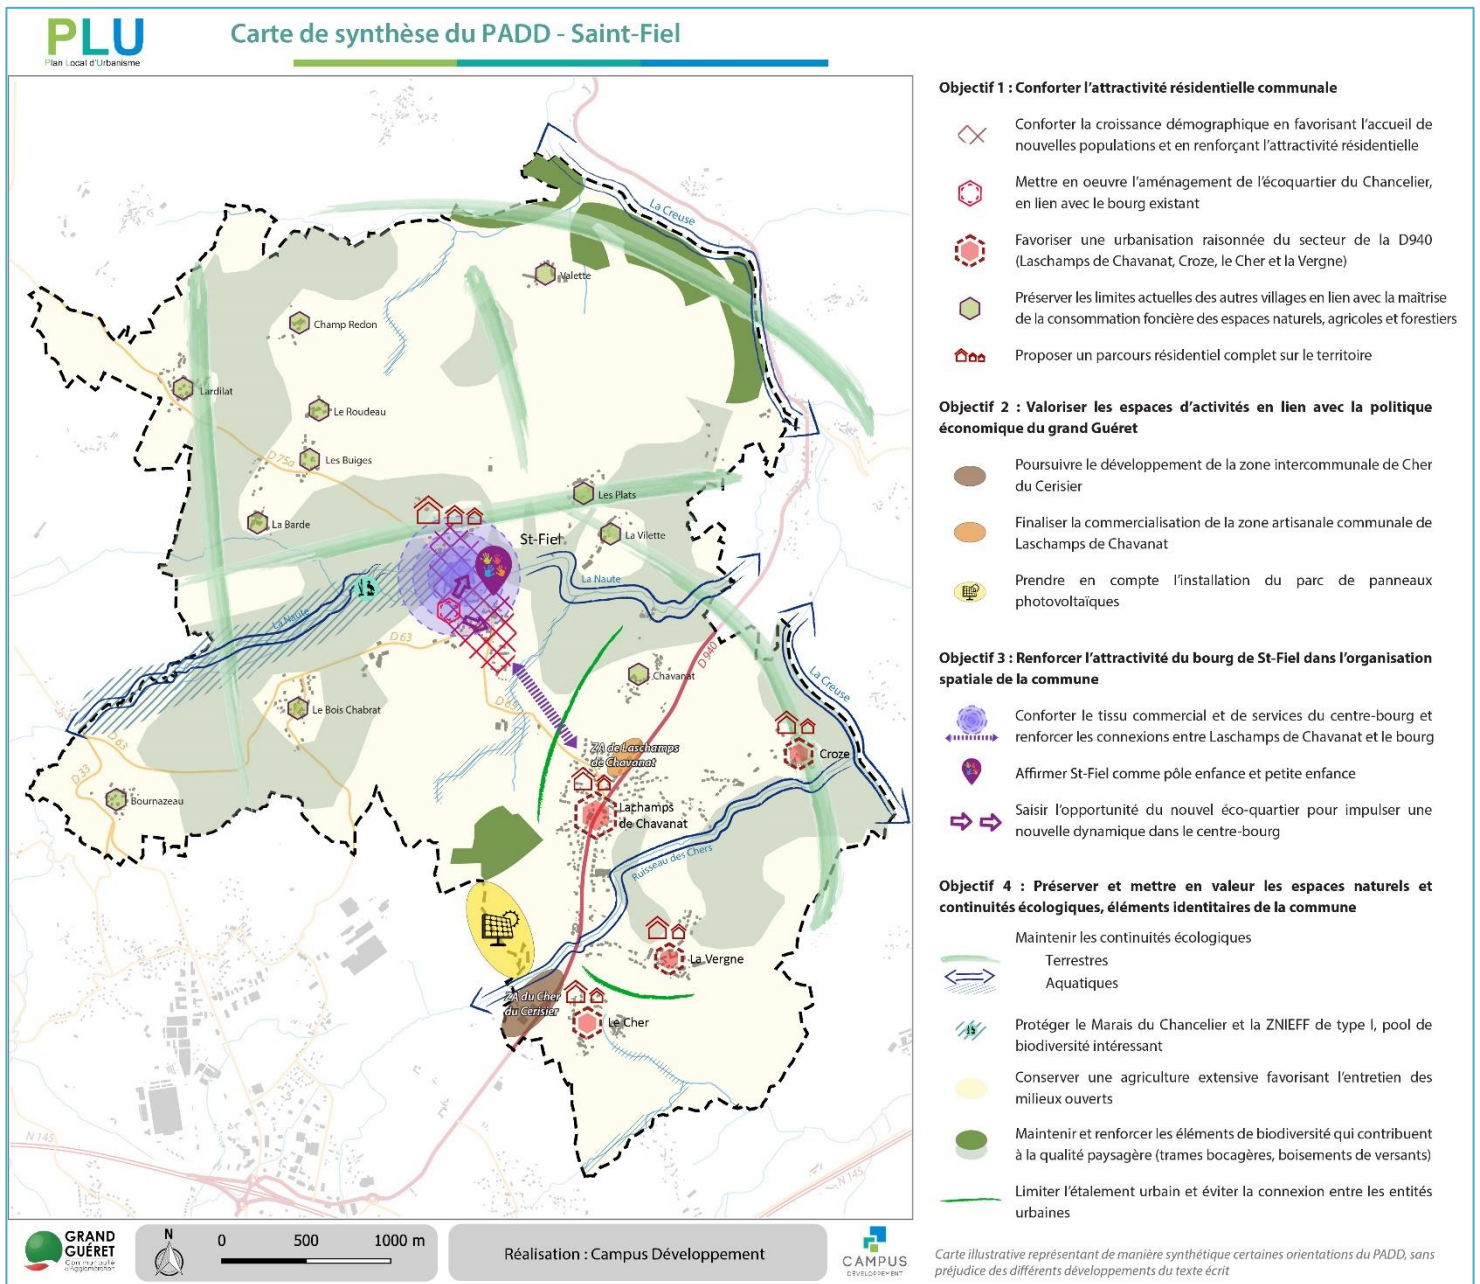 PLU
Plan Local d'Urbanisme
Carte de synthèse du PADD - Saint-Fiel
La Creuse
Valette
Champ Redon
Lardilat
Le Roudeau
D 75a
Les Buiges
Les Plats
La Barde
St-Fiel
La Vilette
La Naute
La Naute
D 63
D 940
Chavanat
La Creuse
Le Bois Chabrat
D 63
D 63
D 33
ZA de Laschamps
de Chavanat
Croze
Bournazeau
Lachamps
de Chavanat
Ruisseau des Chers
La Vergne
ZA du Cher
du Cerisier
Le Cher
N 145
N 145
Objectif 1 : Conforter l'attractivité résidentielle communale
Conforter la croissance démographique en favorisant l'accueil de
nouvelles populations et en renforçant l'attractivité résidentielle
Mettre en oeuvre l'aménagement de l'écoquartier du Chancelier,
en lien avec le bourg existant
Favoriser une urbanisation raisonnée du secteur de la D940
(Laschamps de Chavanat, Croze, le Cher et la Vergne)
Préserver les limites actuelles des autres villages en lien avec la maîtrise
de la consommation foncière des espaces naturels, agricoles et forestiers
Proposer un parcours résidentiel complet sur le territoire
Objectif 2 : Valoriser les espaces d'activités en lien avec la politique
économique du grand Guéret
Poursuivre le développement de la zone intercommunale de Cher
du Cerisier
Finaliser la commercialisation de la zone artisanale communale de
Laschamps de Chavanat
Prendre en compte l'installation du parc de panneaux
photovoltaïques
Objectif 3 : Renforcer l'attractivité du bourg de St-Fiel dans l'organisation
spatiale de la commune
Conforter le tissu commercial et de services du centre-bourg et
renforcer les connexions entre Laschamps de Chavanat et le bourg
Affirmer St-Fiel comme pôle enfance et petite enfance
Saisir l'opportunité du nouvel éco-quartier pour impulser une
nouvelle dynamique dans le centre-bourg
Objectif 4 : Préserver et mettre en valeur les espaces naturels et
continuités écologiques, éléments identitaires de la commune
Maintenir les continuités écologiques
Terrestres
Aquatiques
Protéger le Marais du Chancelier et la ZNIEFF de type I, pool de
biodiversité intéressant
Conserver une agriculture extensive favorisant l'entretien des
milieux ouverts
Maintenir et renforcer les éléments de biodiversité qui contribuent
à la qualité paysagère (trames bocagères, boisements de versants)
Limiter l'étalement urbain et éviter la connexion entre les entités
urbaines
GRAND
GUÉRET
Communauté
d'Agglomération
N
0 500 1000 m
Réalisation : Campus Développement
CAMPUS
DÉVELOPPEMENT
Carte illustrative représentant de manière synthétique certaines orientations du PADD, sans
préjudice des différents développements du texte écrit